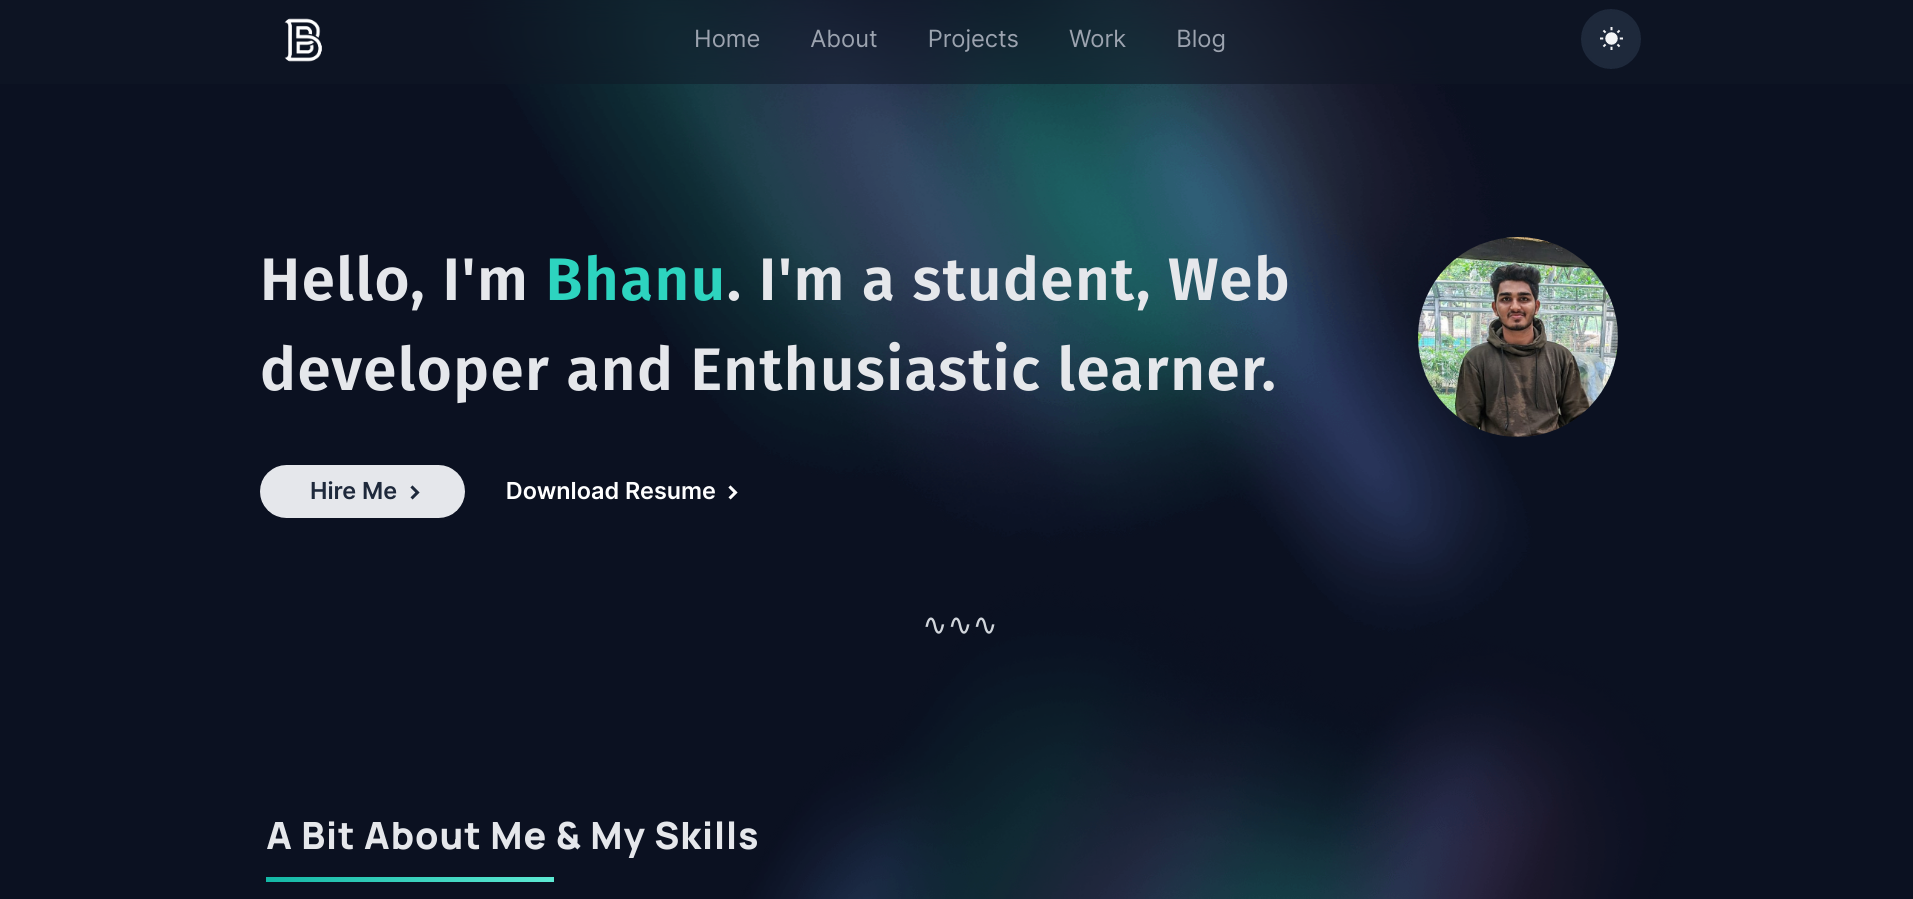 B
Home About Projects Work Blog
Hello, I'm Bhanu. I'm a student, Web
developer and Enthusiastic learner.
Hire Me
Download Resume
A Bit About Me & My Skills